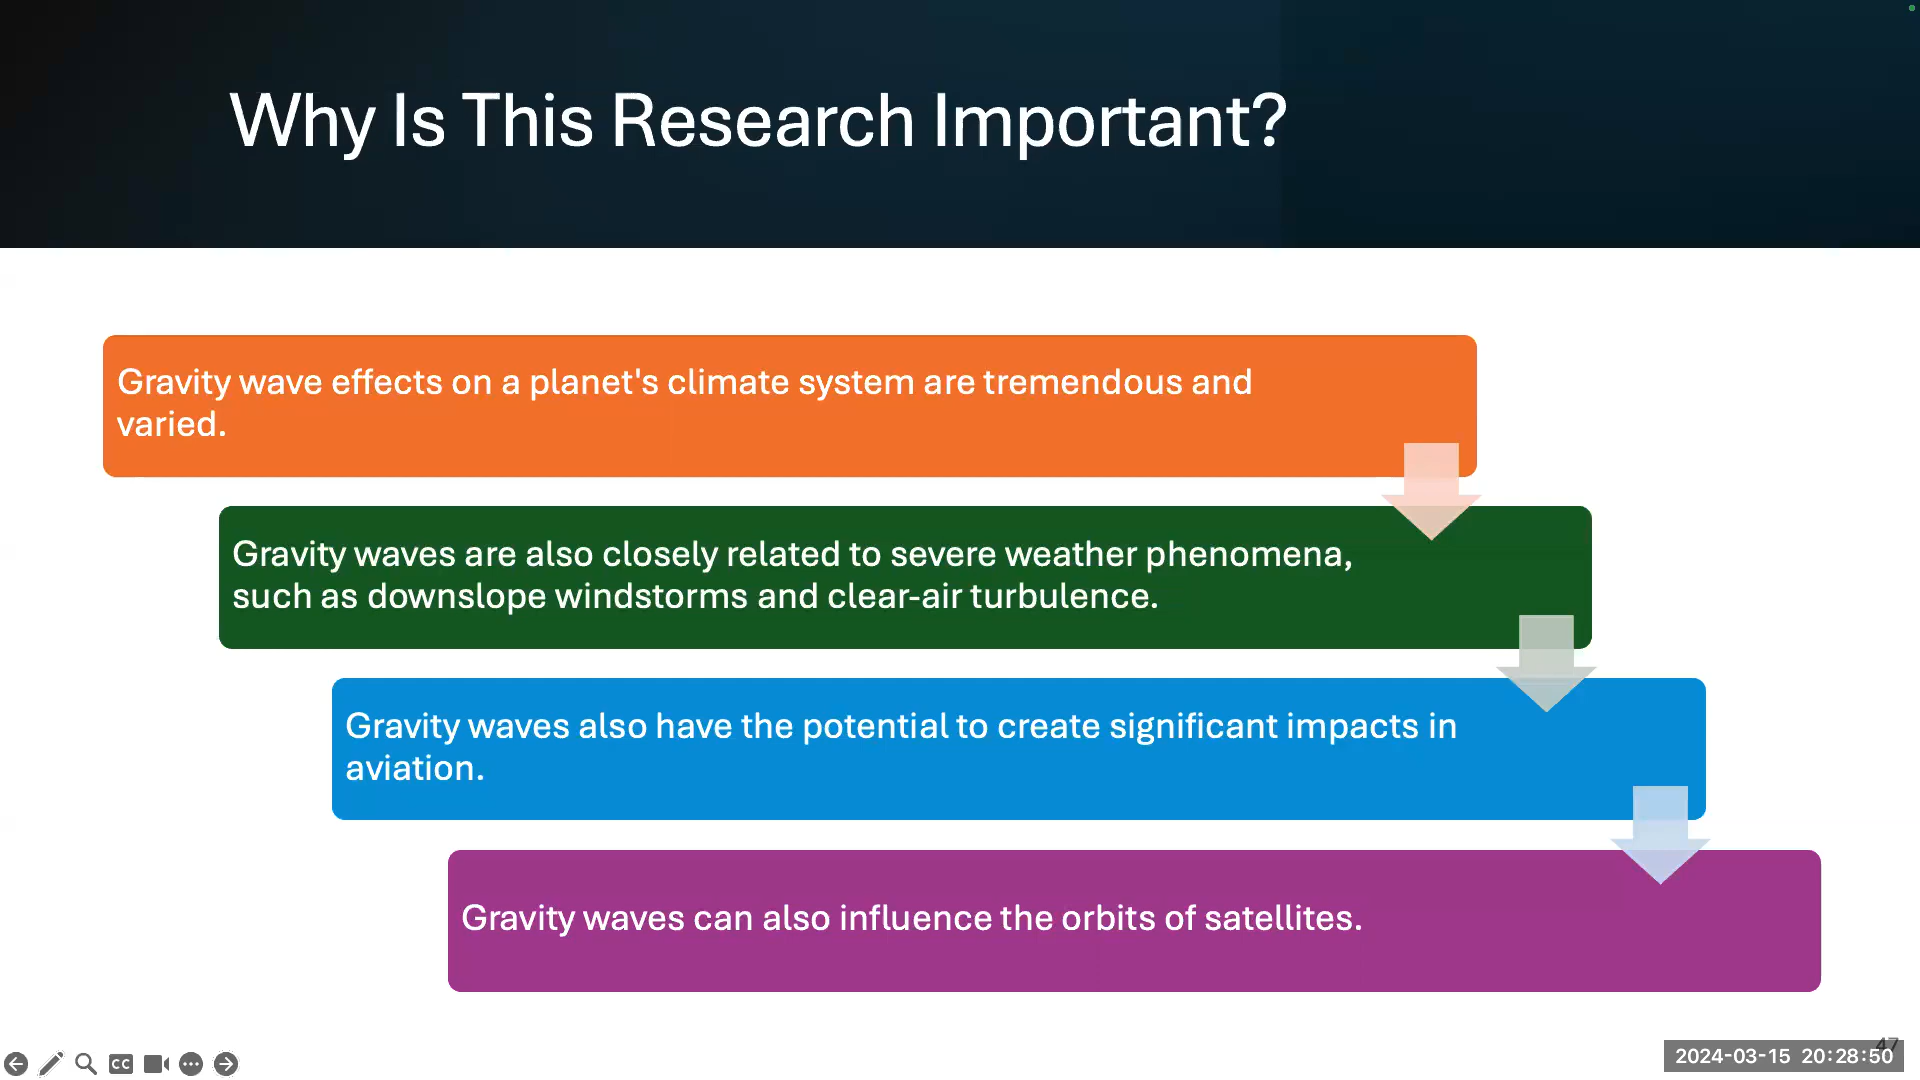 Why Is This Research Important?
Gravity wave effects on a planet's climate system are tremendous and
varied.
Gravity waves are also closely related to severe weather phenomena,
such as downslope windstorms and clear-air turbulence.
Gravity waves also have the potential to create significant impacts in
aviation.
Gravity waves can also influence the orbits of satellites.
CC
47
2024-03-15 20:28:50